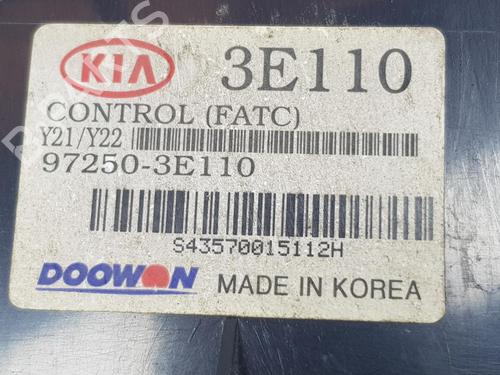 KIA 3E110
CONTROL (FATC)
Y21/Y22
97250-3E110
S43570015112H
DOOWON MADE IN KOREA